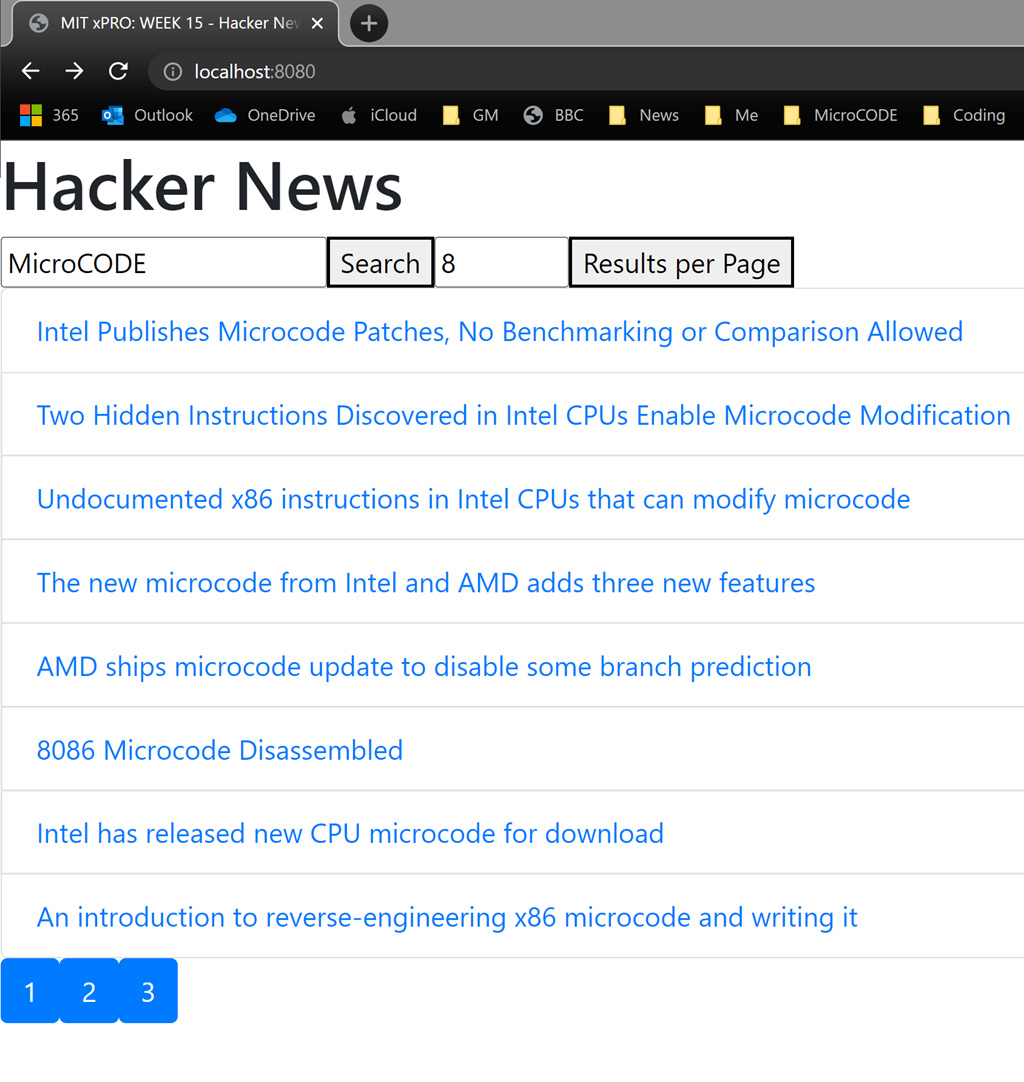 MIT xPRO: WEEK 15 - Hacker New
localhost:8080
365 Outlook OneDrive iCloud GM BBC News Me MicroCODE Coding
Hacker News
MicroCODE Search 8 Results per Page
Intel Publishes Microcode Patches, No Benchmarking or Comparison Allowed
Two Hidden Instructions Discovered in Intel CPUs Enable Microcode Modification
Undocumented x86 instructions in Intel CPUs that can modify microcode
The new microcode from Intel and AMD adds three new features
AMD ships microcode update to disable some branch prediction
8086 Microcode Disassembled
Intel has released new CPU microcode for download
An introduction to reverse-engineering x86 microcode and writing it
1 2 3